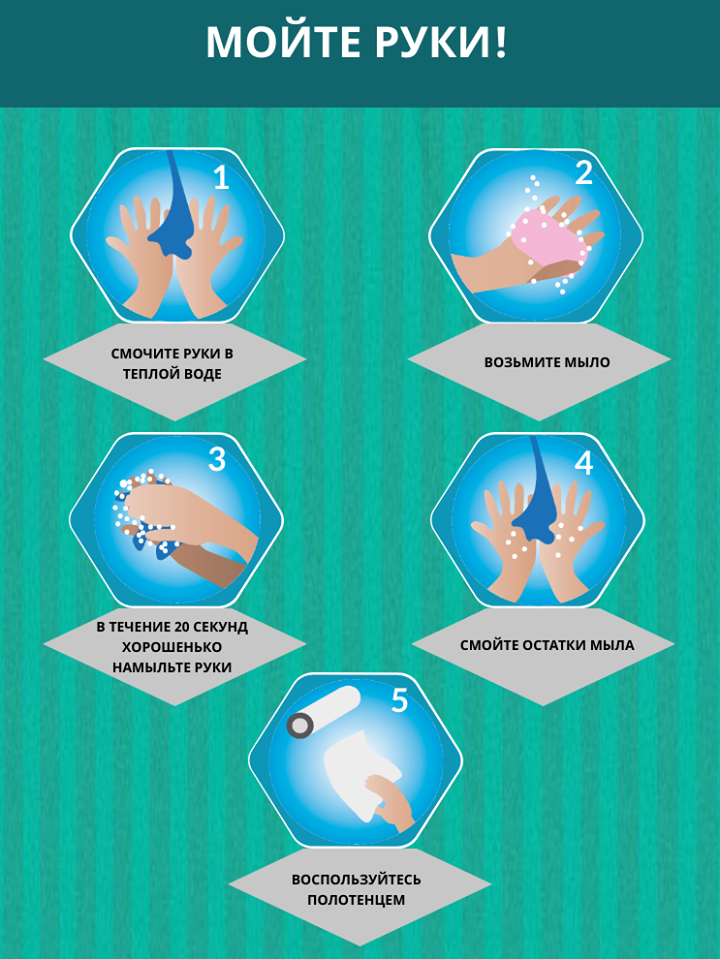 МОЙТЕ РУКИ!
1
СМОЧИТЕ РУКИ В
ТЕПЛОЙ ВОДЕ
2
ВОЗЬМИТЕ МЫЛО
3
В ТЕЧЕНИЕ 20 СЕКУНД
ХОРОШЕНЬКО
НАМЫЛЬТЕ РУКИ
4
СМОЙТЕ ОСТАТКИ МЫЛА
5
ВОСПОЛЬЗУЙТЕСЬ
ПОЛОТЕНЦЕМ